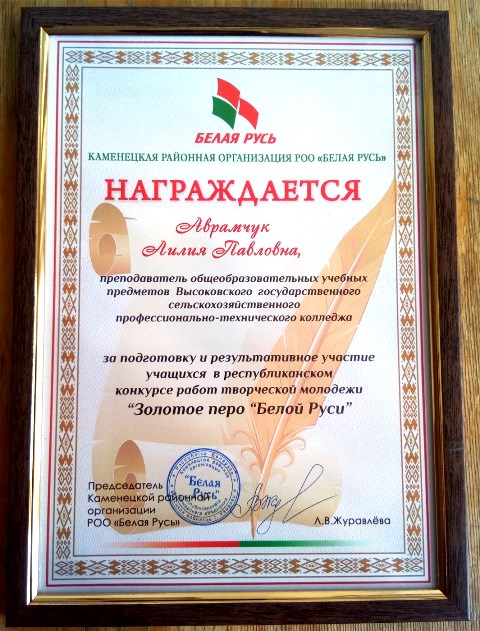 БЕЛАЯ РУСЬ
КАМЕНЕЦКАЯ РАЙОННАЯ ОРГАНИЗАЦИЯ РОО «БЕЛАЯ РУСЬ»
НАГРАЖДАЕТСЯ
Аврамчук
Лилия Павловна,
преподаватель общеобразовательных учебных
предметов Высоковского государственного
сельскохозяйственного
профессионально-технического колледжа
за подготовку и результативное участие
учащихся в республиканском
конкурсе работ творческой молодежи
“Золотое перо “Белой Руси”
"Белая
Русь"
Председатель
Каменецкой районной
организации
РОО «Белая Русь»
Л.В.Журавлёва